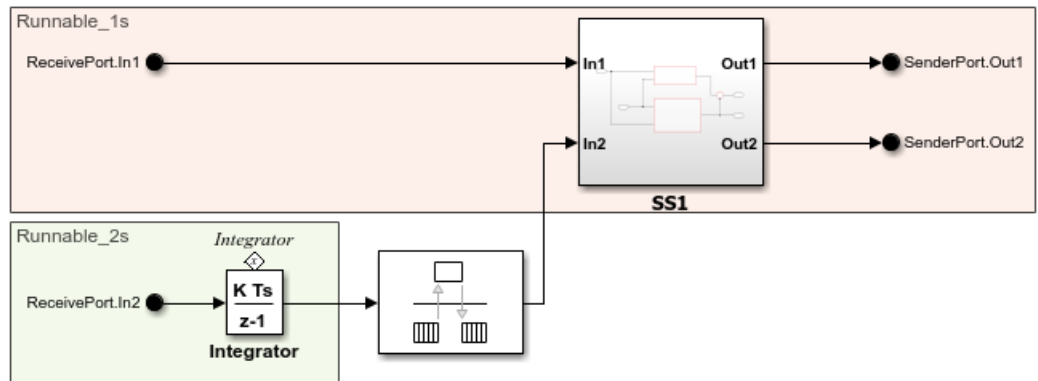 Runnable_1s
ReceivePort.In1
In1
Out1
SenderPort.Out1
In2
Out2
SenderPort.Out2
SS1
Runnable_2s
Integrator
x
ReceivePort.In2
K Ts
z-1
Integrator